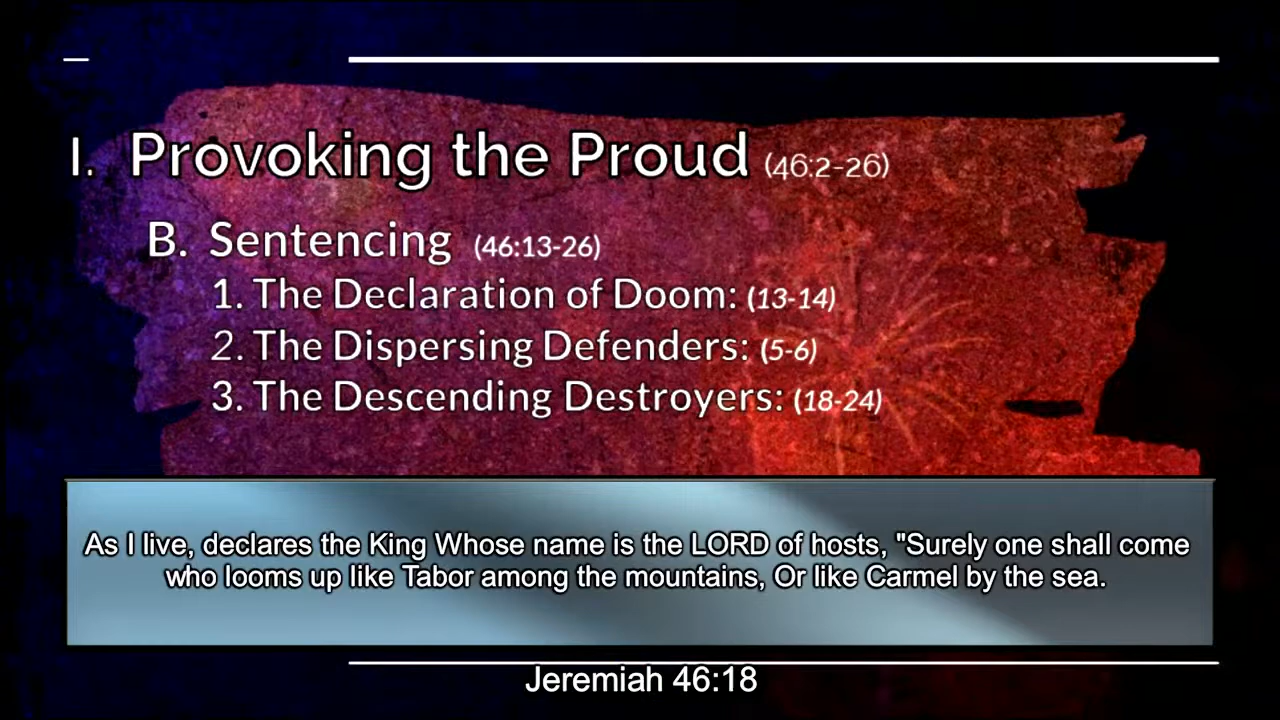 I. Provoking the Proud (46:2-26)
B. Sentencing (46:13-26)
1. The Declaration of Doom: (13-14)
2. The Dispersing Defenders: (5-6)
3. The Descending Destroyers: (18-24)
As I live, declares the King Whose name is the LORD of hosts, "Surely one shall come
who looms up like Tabor among the mountains, Or like Carmel by the sea.
Jeremiah 46:18